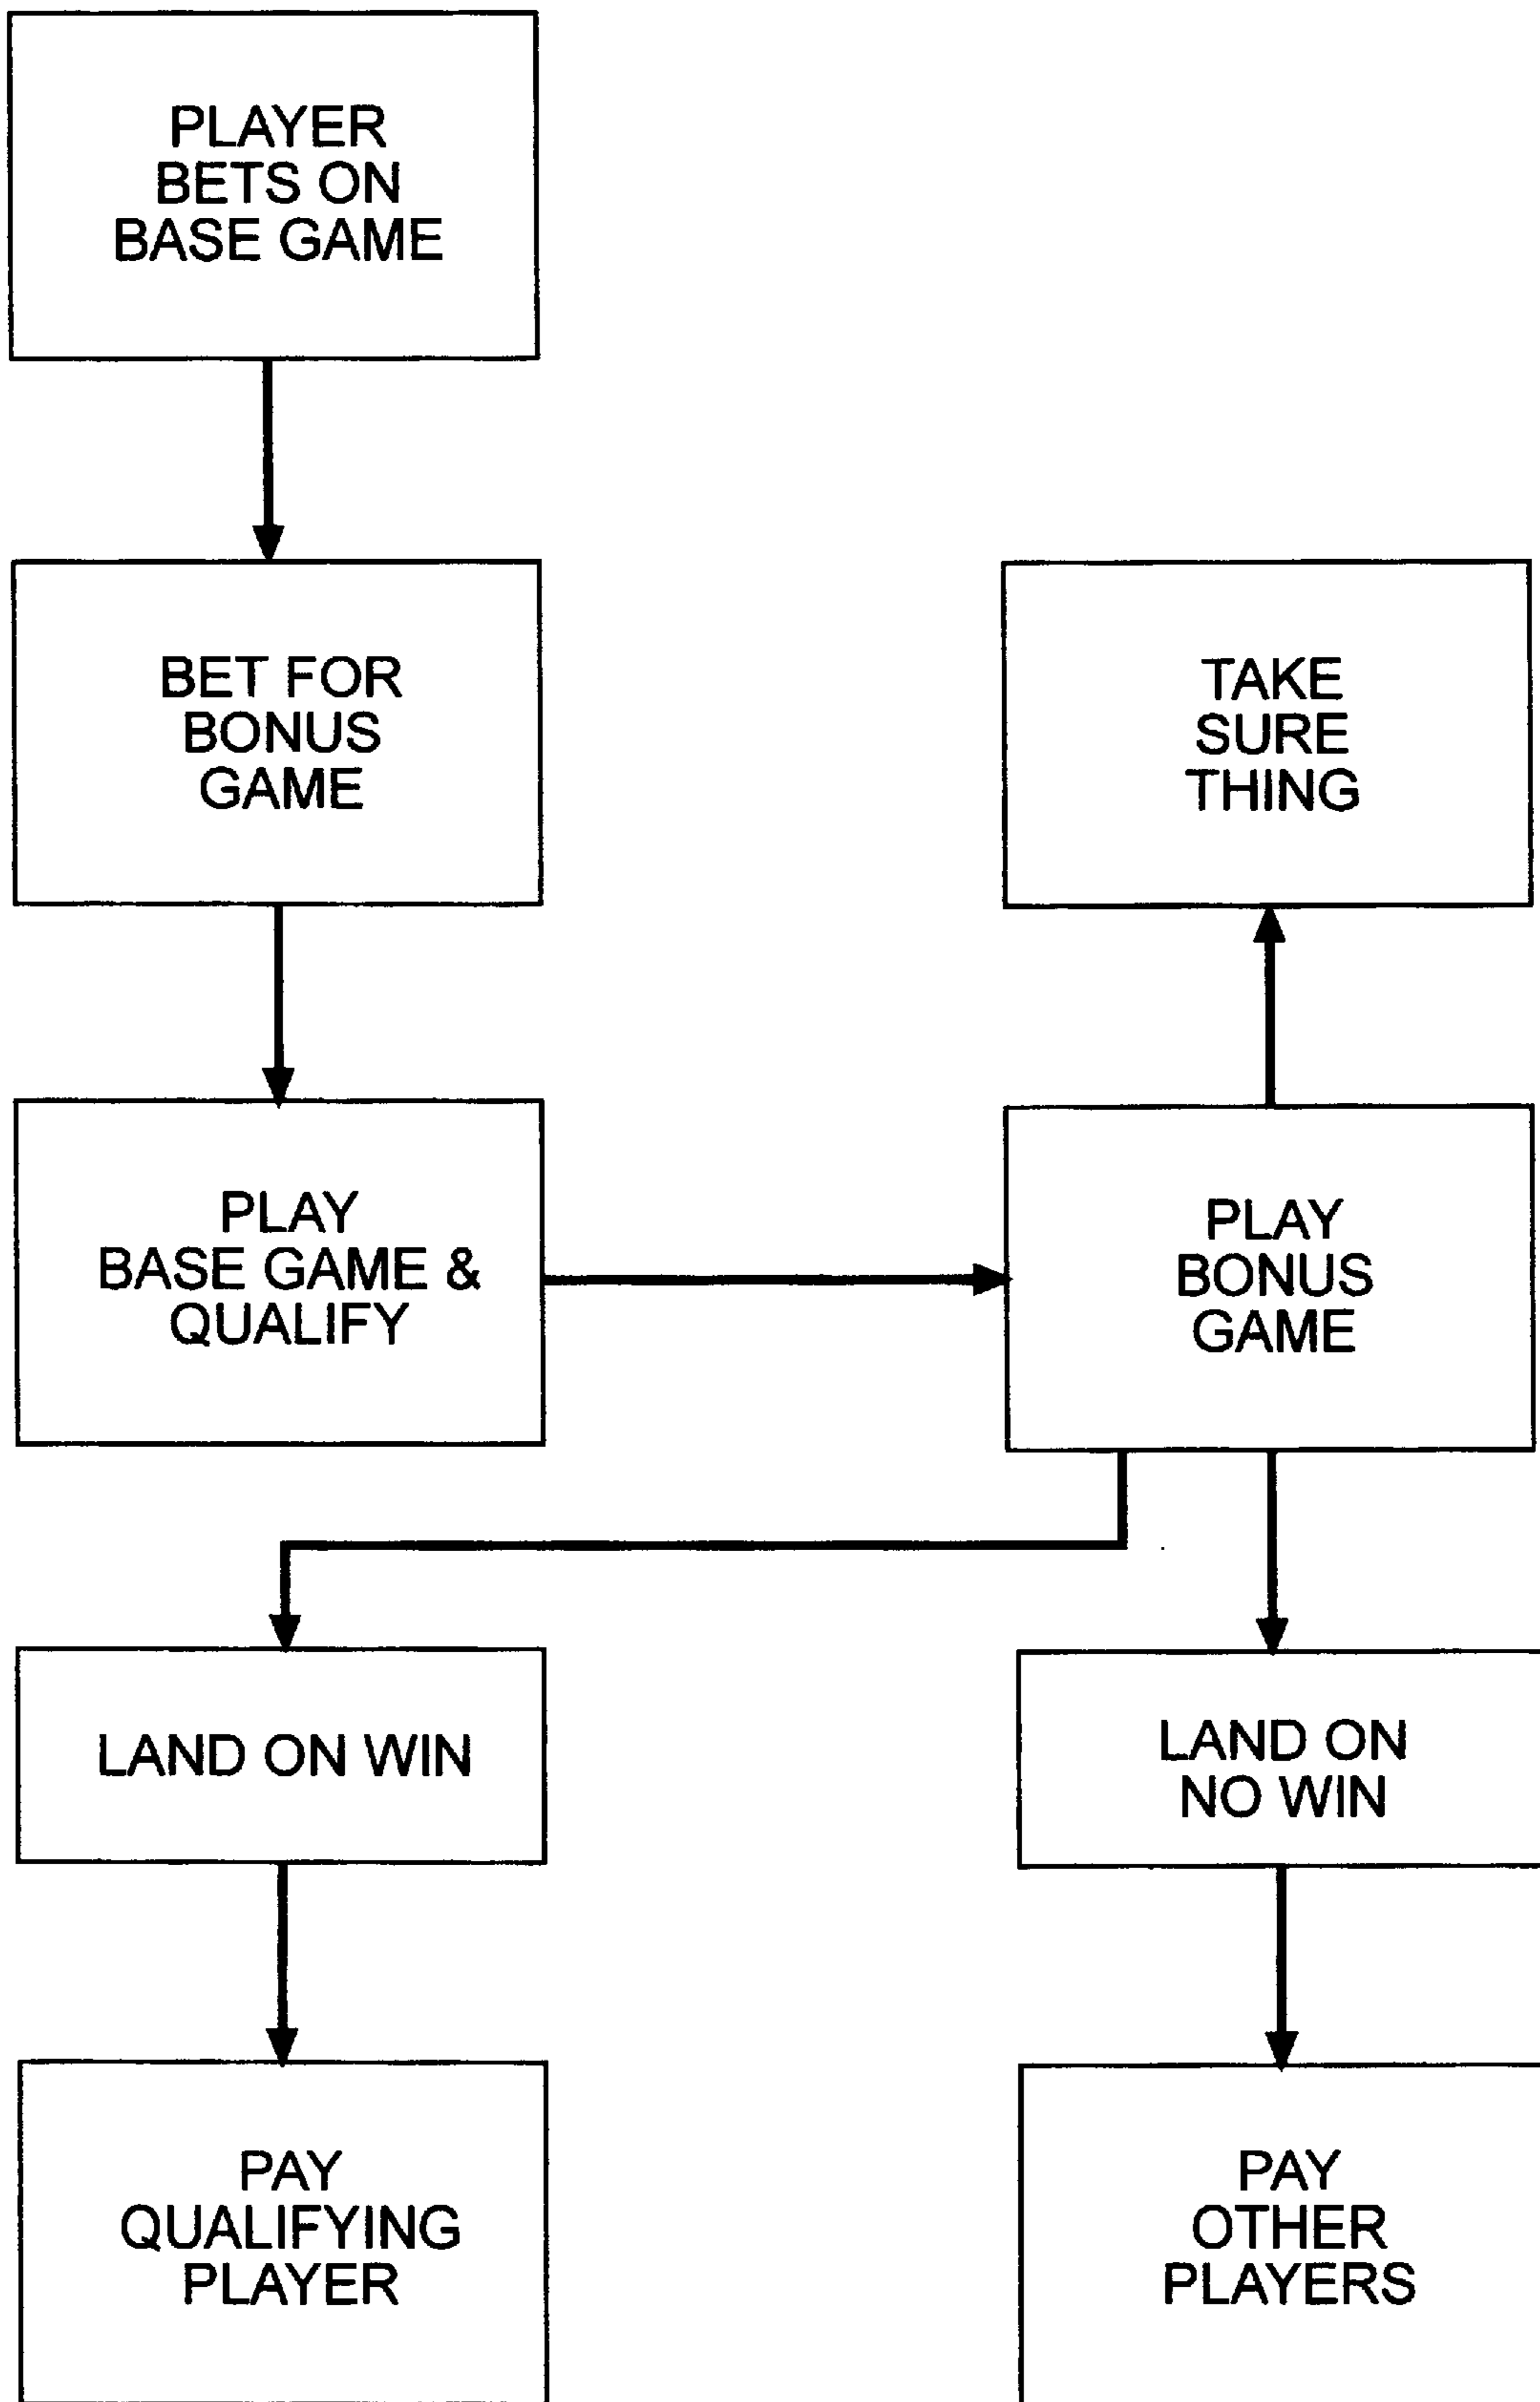 PLAYER
BETS ON
BASE GAME
BET FOR
BONUS
GAME
TAKE
SURE
THING
PLAY
BASE GAME &
QUALIFY
PLAY
BONUS
GAME
LAND ON WIN
LAND ON
NO WIN
PAY
QUALIFYING
PLAYER
PAY
OTHER
PLAYERS